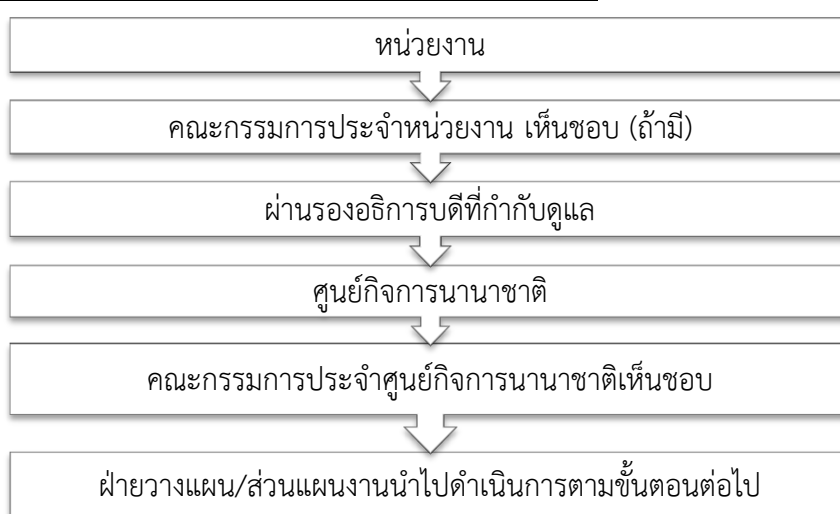 หน่วยงาน
คณะกรรมการประจำหน่วยงาน เห็นชอบ (ถ้ามี)
ผ่านรองอธิการบดีที่กำกับดูแล
ศูนย์กิจการนานาชาติ
คณะกรรมการประจำศูนย์กิจการนานาชาติเห็นชอบ
ฝ่ายวางแผน/ส่วนแผนงานนำไปดำเนินการตามขั้นตอนต่อไป